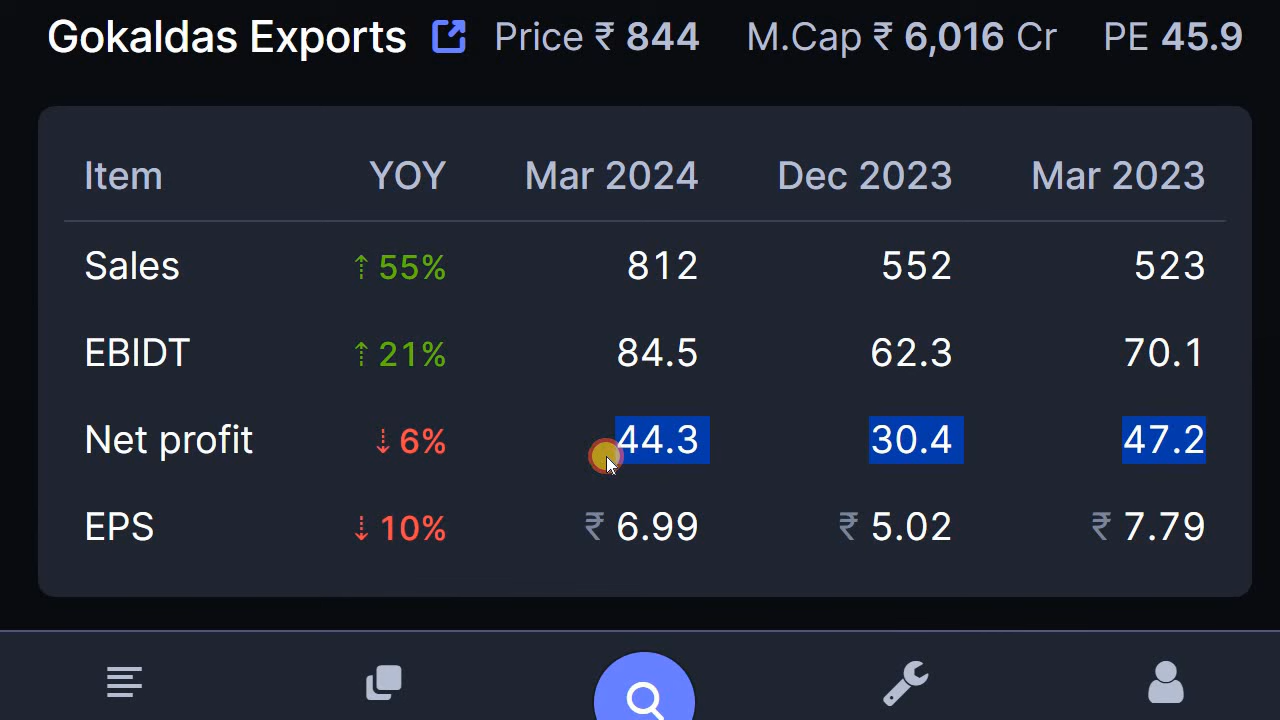 Gokaldas Exports Price ₹ 844 M.Cap ₹ 6,016 Cr PE 45.9
Item YOY Mar 2024 Dec 2023 Mar 2023
Sales ⇡ 55% 812 552 523
EBIDT ⇡ 21% 84.5 62.3 70.1
Net profit ⇣ 6% 44.3 30.4 47.2
EPS ⇣ 10% ₹ 6.99 ₹ 5.02 ₹ 7.79